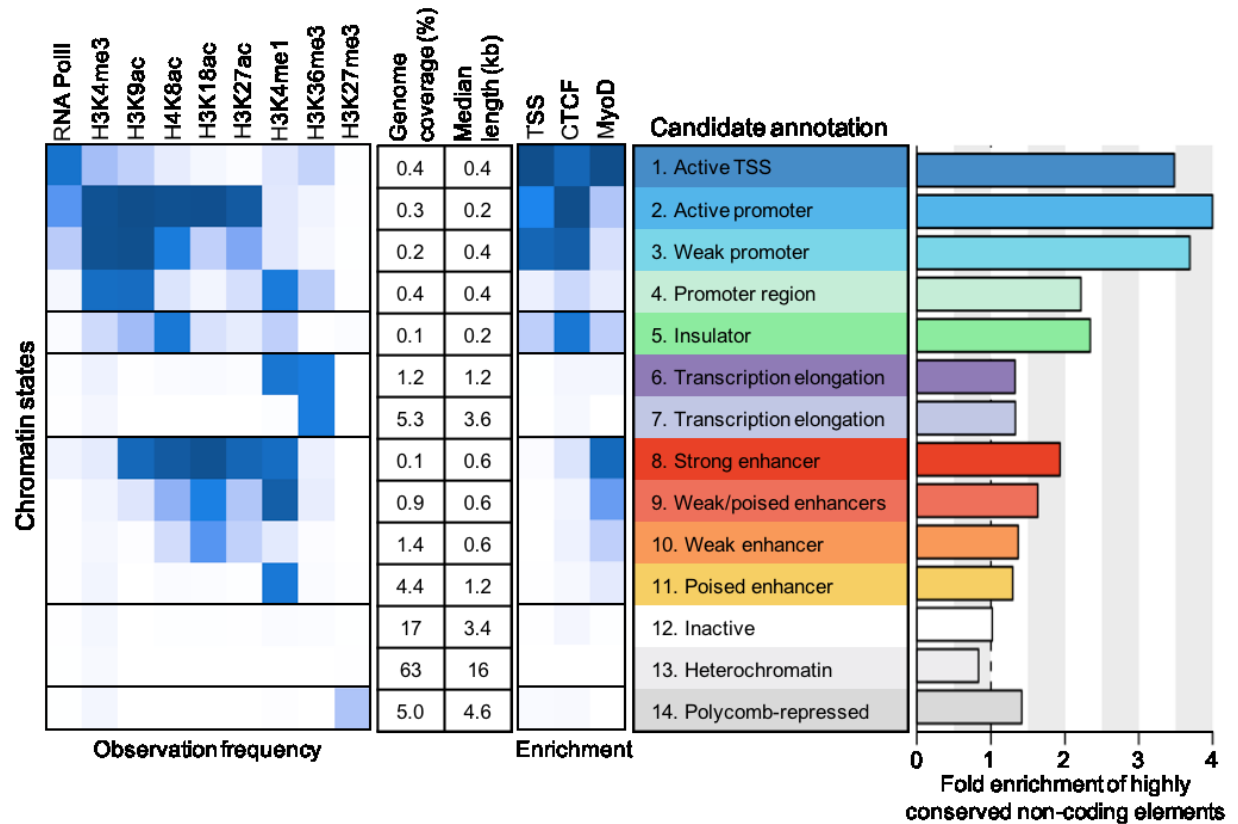 RNA PolII
H3K4me3
H3K9ac
H4K8ac
H3K18ac
H3K27ac
H3K4me1
H3K36me3
H3K27me3
Genome
coverage (%)
Median
length (kb)
TSS
CTCF
MyoD
Candidate annotation
Chromatin states
0.4 0.4 1. Active TSS
0.3 0.2 2. Active promoter
0.2 0.4 3. Weak promoter
0.4 0.4 4. Promoter region
0.1 0.2 5. Insulator
1.2 1.2 6. Transcription elongation
5.3 3.6 7. Transcription elongation
0.1 0.6 8. Strong enhancer
0.9 0.6 9. Weak/poised enhancers
1.4 0.6 10. Weak enhancer
4.4 1.2 11. Poised enhancer
17 3.4 12. Inactive
63 16 13. Heterochromatin
5.0 4.6 14. Polycomb-repressed
Observation frequency
Enrichment
0 1 2 3 4
Fold enrichment of highly
conserved non-coding elements